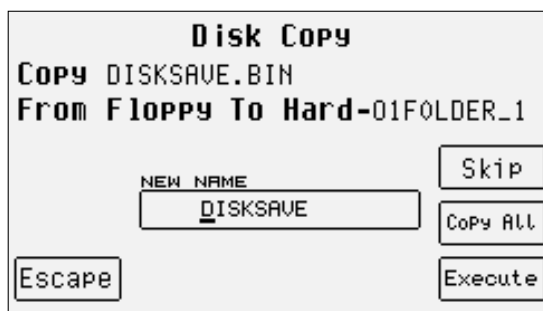 Disk Copy
Copy DISKSAVE.BIN
From Floppy To Hard-01FOLDER_1
Skip
NEW NAME
DISKSAVE
Copy All
Escape
Execute